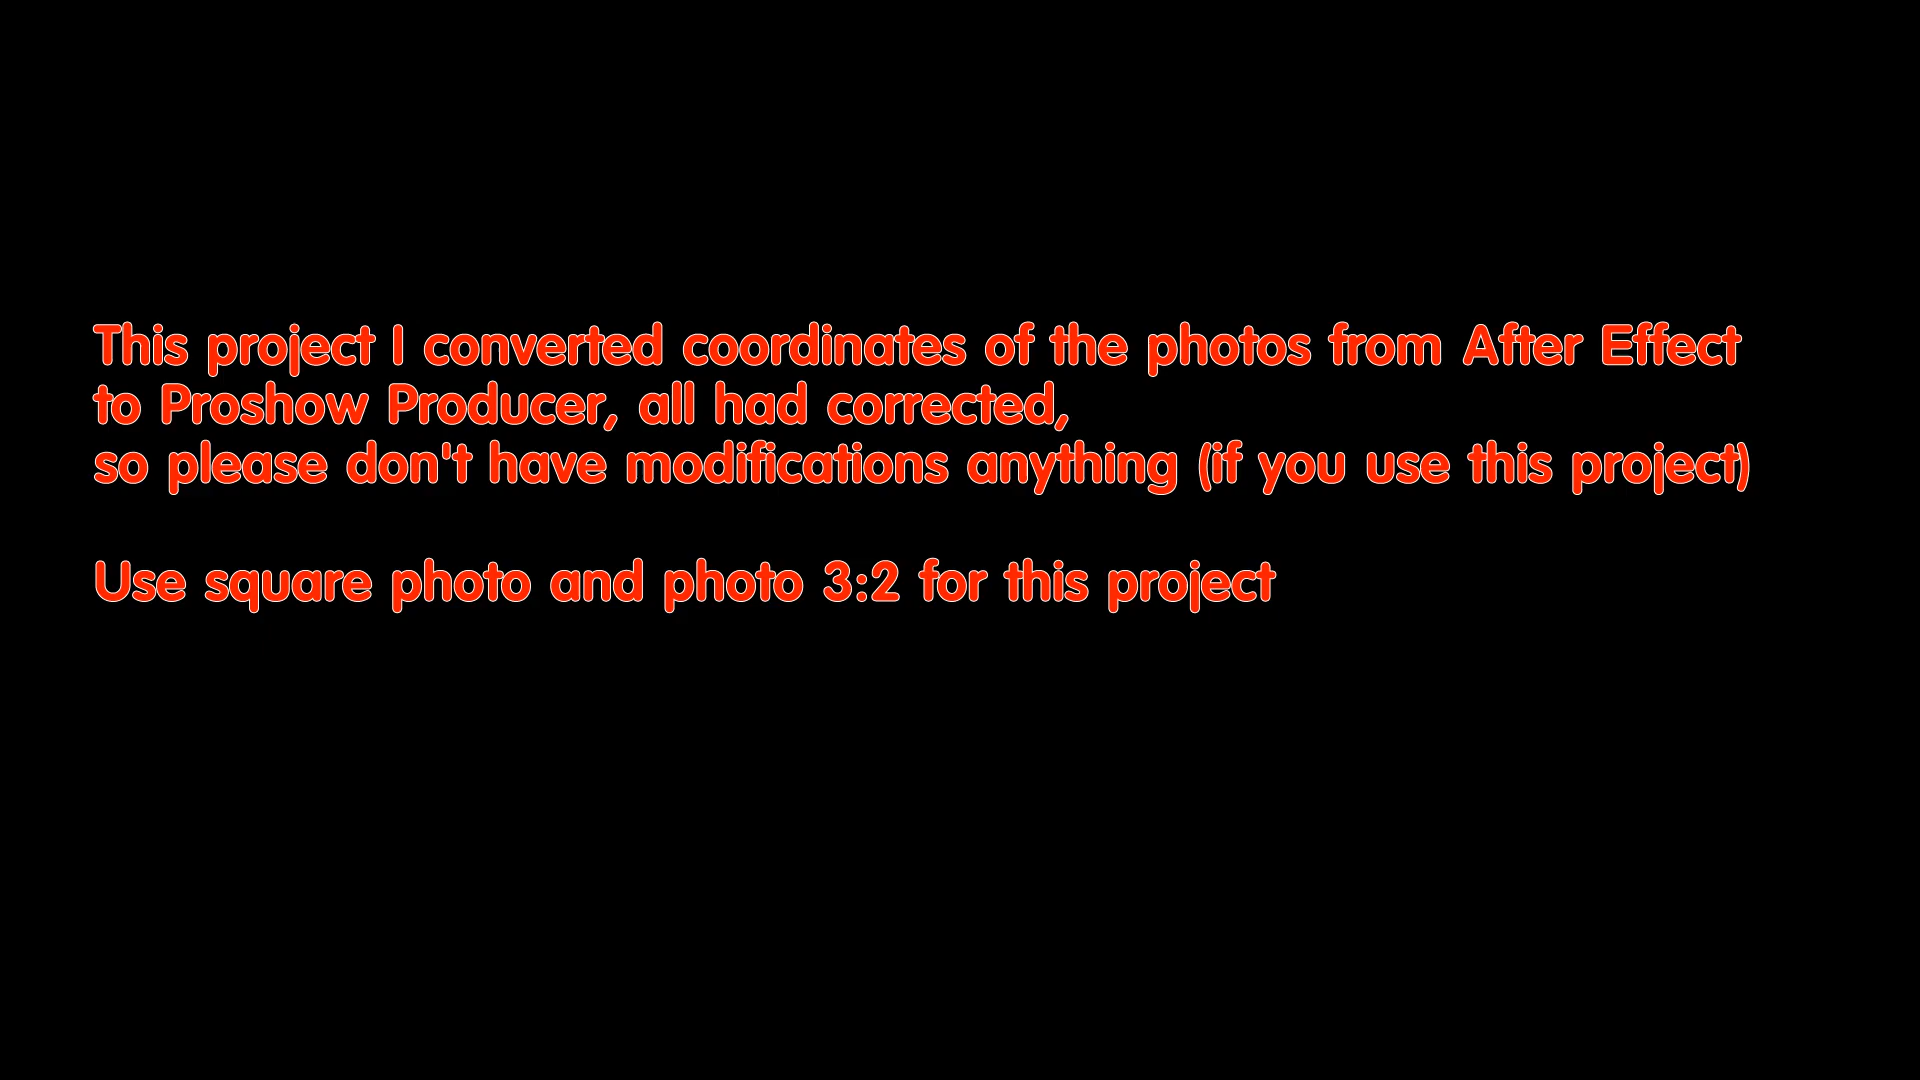 This project I converted coordinates of the photos from After Effect
to Proshow Producer, all had corrected,
so please don't have modifications anything (if you use this project)
Use square photo and photo 3:2 for this project